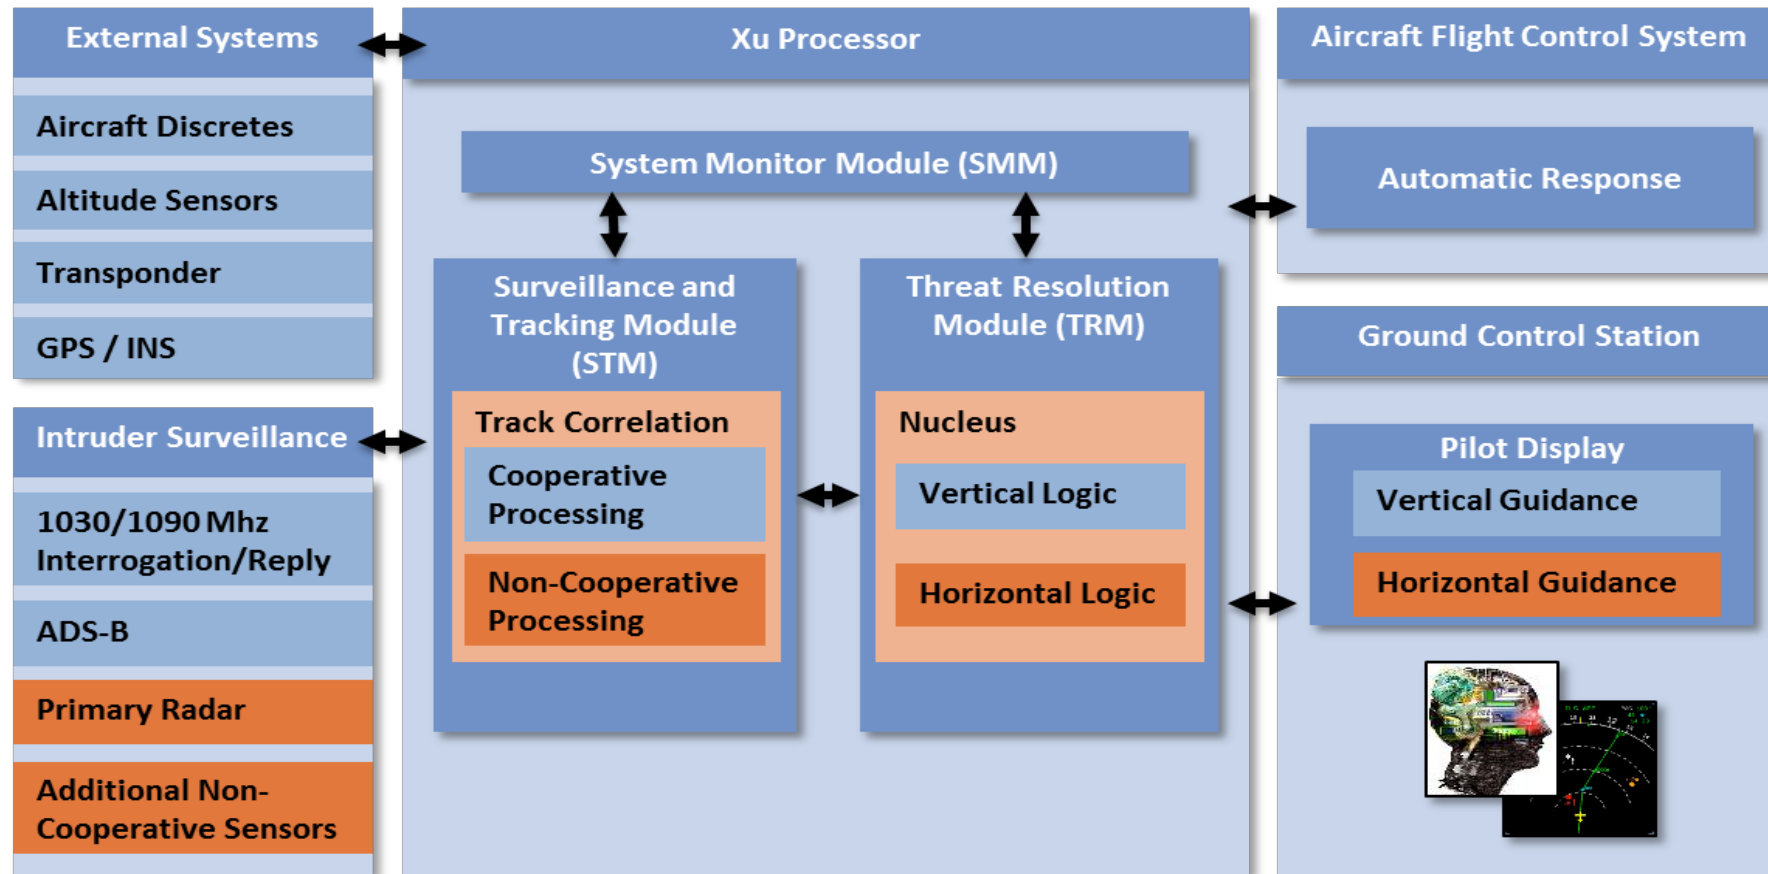 External Systems
Aircraft Discretes
Altitude Sensors
Transponder
GPS / INS
Intruder Surveillance
1030/1090 Mhz
Interrogation/Reply
ADS-B
Primary Radar
Additional Non-
Cooperative Sensors
Xu Processor
System Monitor Module (SMM)
Surveillance and
Tracking Module
(STM)
Track Correlation
Cooperative
Processing
Non-Cooperative
Processing
Threat Resolution
Module (TRM)
Nucleus
Vertical Logic
Horizontal Logic
Aircraft Flight Control System
Automatic Response
Ground Control Station
Pilot Display
Vertical Guidance
Horizontal Guidance